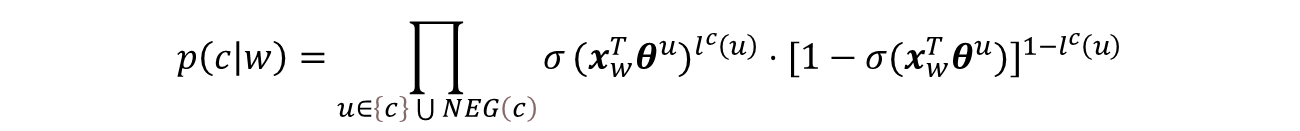 p(c|w) = ∏ σ (𝒙_w^T 𝜽^u)^{l^c(u)} · [1 − σ(𝒙_w^T 𝜽^u)]^{1−l^c(u)}
u∈{c} ⋃ NEG(c)